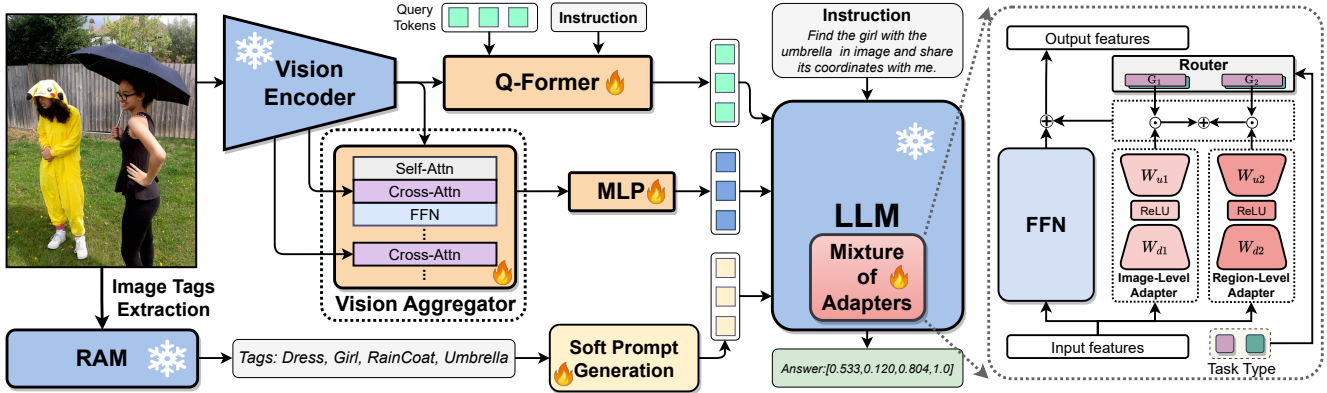 Query
Tokens
Instruction
Vision
Encoder
Q-Former
Self-Attn
Cross-Attn
FFN
Cross-Attn
Vision Aggregator
MLP
Image Tags
Extraction
RAM
Tags: Dress, Girl, RainCoat, Umbrella
Soft Prompt
Generation
Instruction
Find the girl with the
umbrella in image and share
its coordinates with me.
LLM
Mixture
of
Adapters
Answer:[0.533,0.120,0.804,1.0]
Output features
Router
G1
G2
FFN
Wu1
Wu2
ReLU
ReLU
Wd1
Wd2
Image-Level
Adapter
Region-Level
Adapter
Input features
Task Type